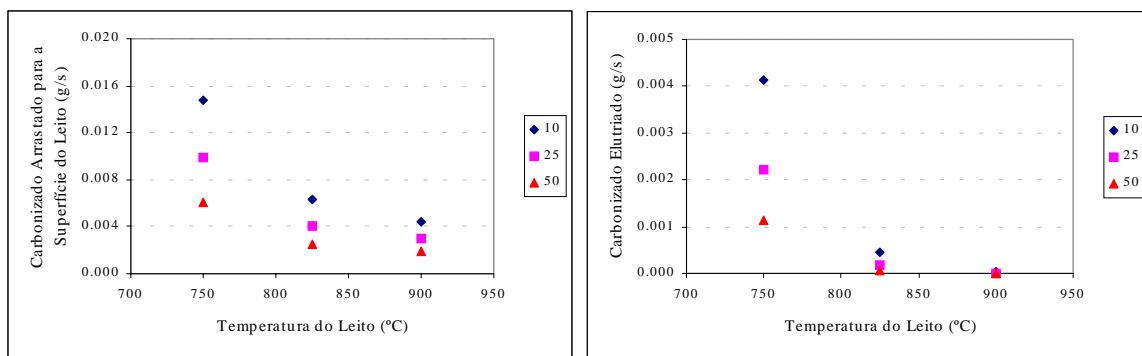 Carbonizado Arrastado para a
Superfície do Leito (g/s)
0.020
0.016
0.012
0.008
0.004
0.000
700 750 800 850 900 950
Temperatura do Leito (ºC)
10
25
50
Carbonizado Elutriado (g/s)
0.005
0.004
0.003
0.002
0.001
0.000
700 750 800 850 900 950
Temperatura do Leito (ºC)
10
25
50